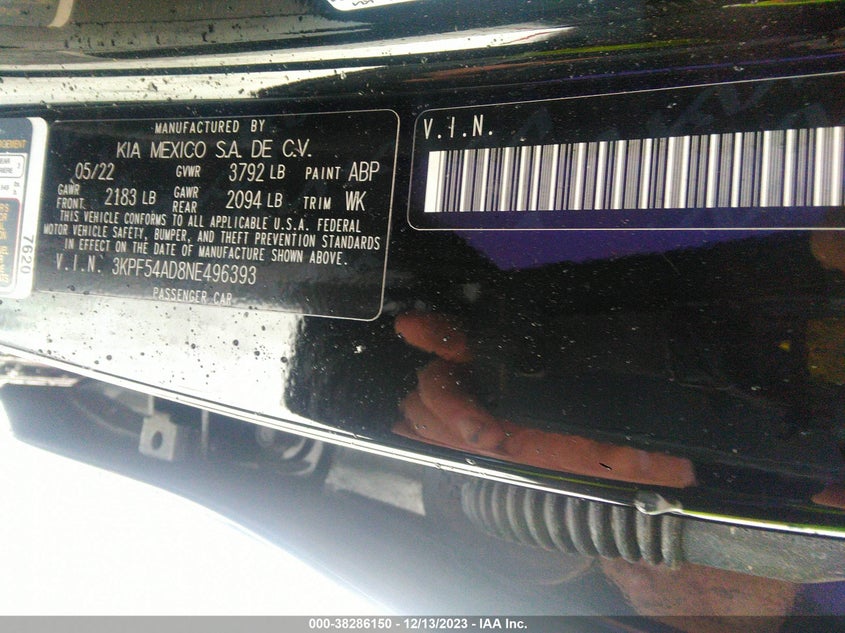 MANUFACTURED BY
KIA MEXICO S.A. DE C.V.
05/22 GVWR 3792 LB PAINT ABP
GAWR FRONT 2183 LB GAWR REAR 2094 LB TRIM WK
THIS VEHICLE CONFORMS TO ALL APPLICABLE U.S.A. FEDERAL
MOTOR VEHICLE SAFETY, BUMPER, AND THEFT PREVENTION STANDARDS
IN EFFECT ON THE DATE OF MANUFACTURE SHOWN ABOVE.
V.I.N. 3KPF54AD8NE496393
PASSENGER CAR
V.I.N.
7620
000-38286150 - 12/13/2023 - IAA Inc.